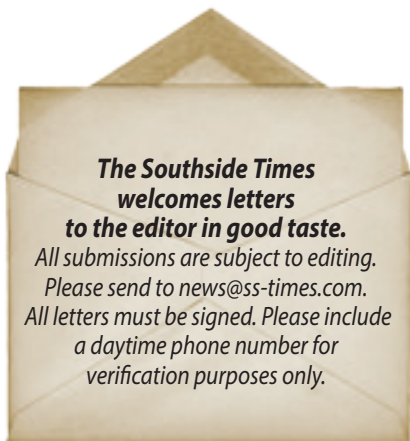 The Southside Times
welcomes letters
to the editor in good taste.
All submissions are subject to editing.
Please send to news@ss-times.com.
All letters must be signed. Please include
a daytime phone number for
verification purposes only.